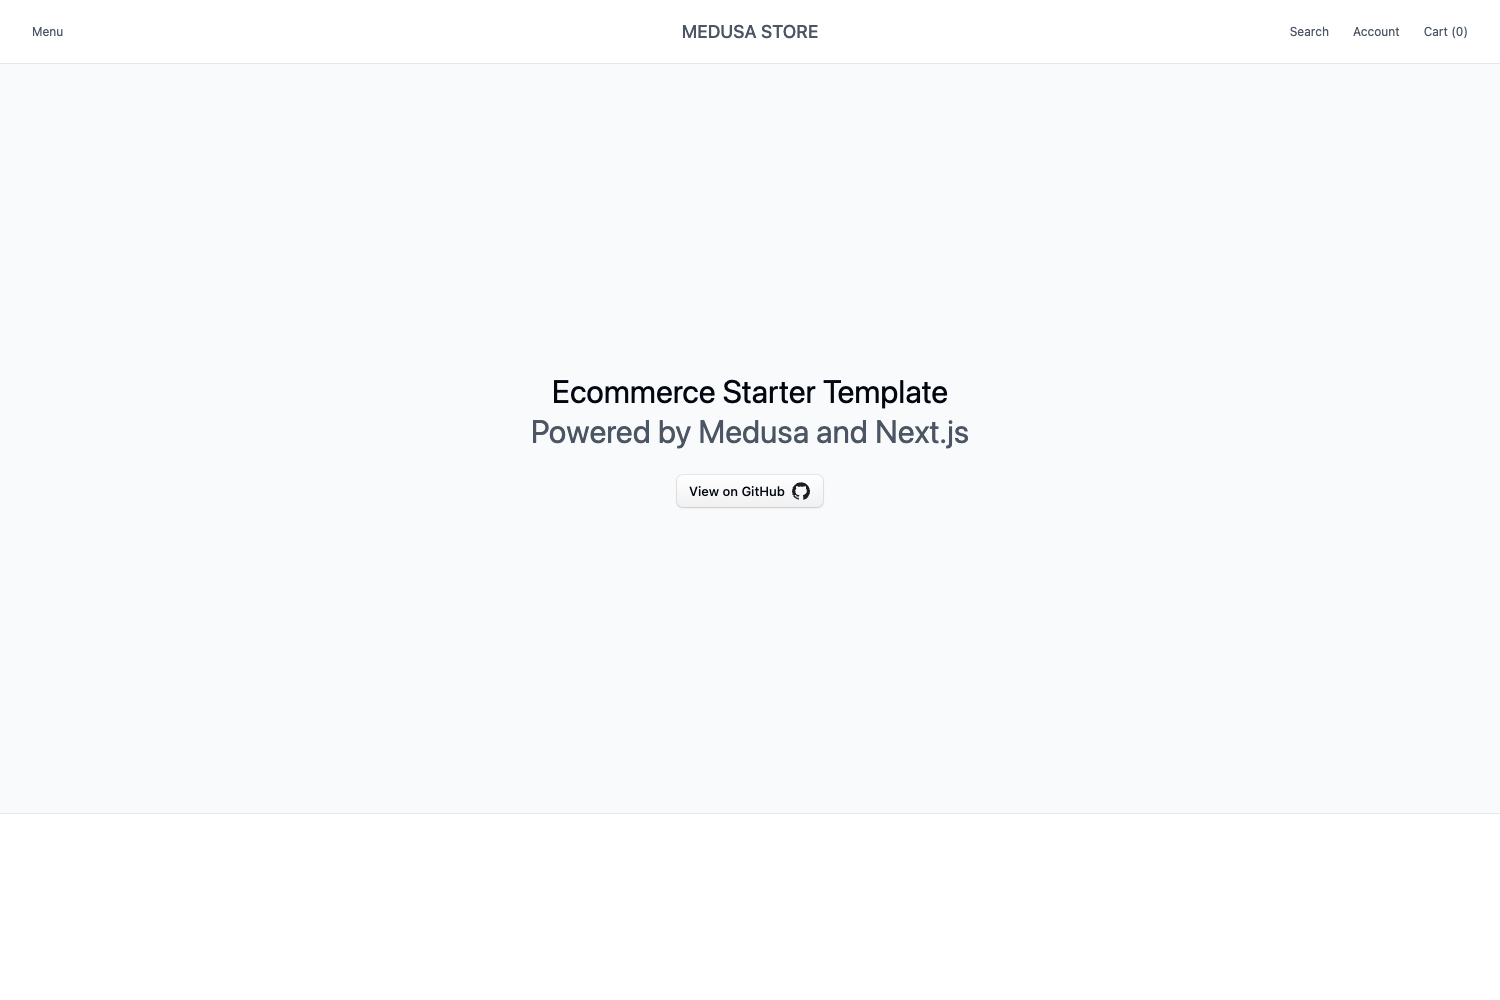 Menu
MEDUSA STORE
Search
Account
Cart (0)
Ecommerce Starter Template
Powered by Medusa and Next.js
View on GitHub